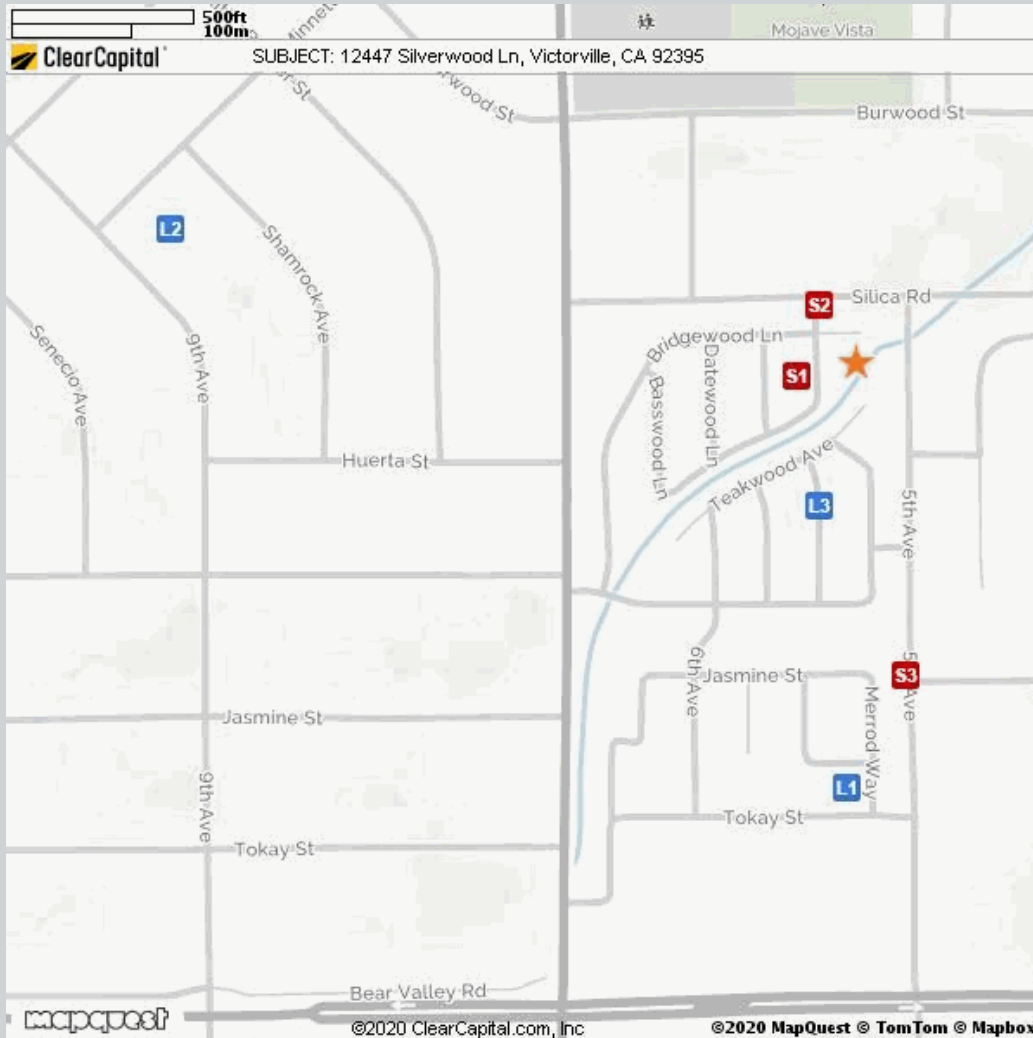 500ft
100m
Mojave Vista
ClearCapital
SUBJECT: 12447 Silverwood Ln, Victorville, CA 92395
Burwood St
L2
Shamrock Ave
S2
Silica Rd
Bridgewood Ln
Senecio Ave
9th Ave
Datewood Ln
S1
Basswood Ln
Huerta St
Teakwood Ave
L3
5th Ave
6th Ave
Jasmine St
S3
5th Ave
Merrod Way
Jasmine St
9th Ave
L1
Tokay St
Tokay St
Bear Valley Rd
mapquest
©2020 ClearCapital.com, Inc
©2020 MapQuest © TomTom © Mapbox